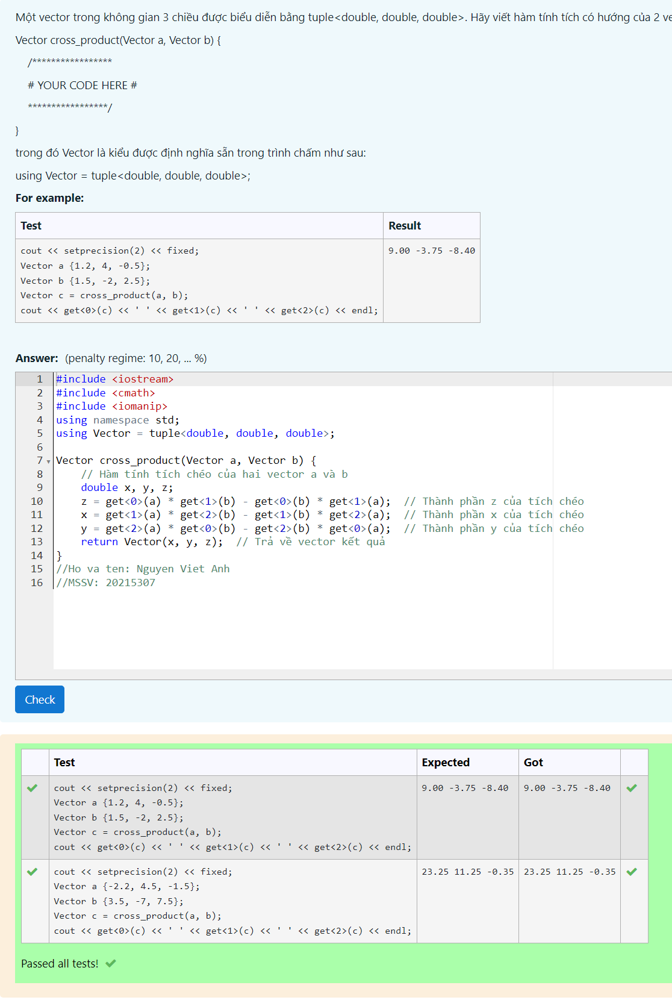 Một vector trong không gian 3 chiều được biểu diễn bằng tuple<double, double, double>. Hãy viết hàm tính tích có hướng của 2
Vector cross_product(Vector a, Vector b) {
/*****************
# YOUR CODE HERE #
*****************/
}
trong đó Vector là kiểu được định nghĩa sẵn trong trình chấm như sau:
using Vector = tuple<double, double, double>;
For example:
Test Result
cout << setprecision(2) << fixed; 9.00 -3.75 -8.40
Vector a {1.2, 4, -0.5};
Vector b {1.5, -2, 2.5};
Vector c = cross_product(a, b);
cout << get<0>(c) << ' ' << get<1>(c) << ' ' << get<2>(c) << endl;
Answer: (penalty regime: 10, 20, ... %)
1 #include <iostream>
2 #include <cmath>
3 #include <iomanip>
4 using namespace std;
5 using Vector = tuple<double, double, double>;
6
7 Vector cross_product(Vector a, Vector b) {
8 // Hàm tính tích chéo của hai vector a và b
9 double x, y, z;
10 z = get<0>(a) * get<1>(b) - get<0>(b) * get<1>(a); // Thành phần z của tích chéo
11 x = get<1>(a) * get<2>(b) - get<1>(b) * get<2>(a); // Thành phần x của tích chéo
12 y = get<2>(a) * get<0>(b) - get<2>(b) * get<0>(a); // Thành phần y của tích chéo
13 return Vector(x, y, z); // Trả về vector kết quả
14 }
15 //Ho va ten: Nguyen Viet Anh
16 //MSSV: 20215307
Check
Test Expected Got
cout << setprecision(2) << fixed; 9.00 -3.75 -8.40 9.00 -3.75 -8.40
Vector a {1.2, 4, -0.5};
Vector b {1.5, -2, 2.5};
Vector c = cross_product(a, b);
cout << get<0>(c) << ' ' << get<1>(c) << ' ' << get<2>(c) << endl;
cout << setprecision(2) << fixed; 23.25 11.25 -0.35 23.25 11.25 -0.35
Vector a {-2.2, 4.5, -1.5};
Vector b {3.5, -7, 7.5};
Vector c = cross_product(a, b);
cout << get<0>(c) << ' ' << get<1>(c) << ' ' << get<2>(c) << endl;
Passed all tests!